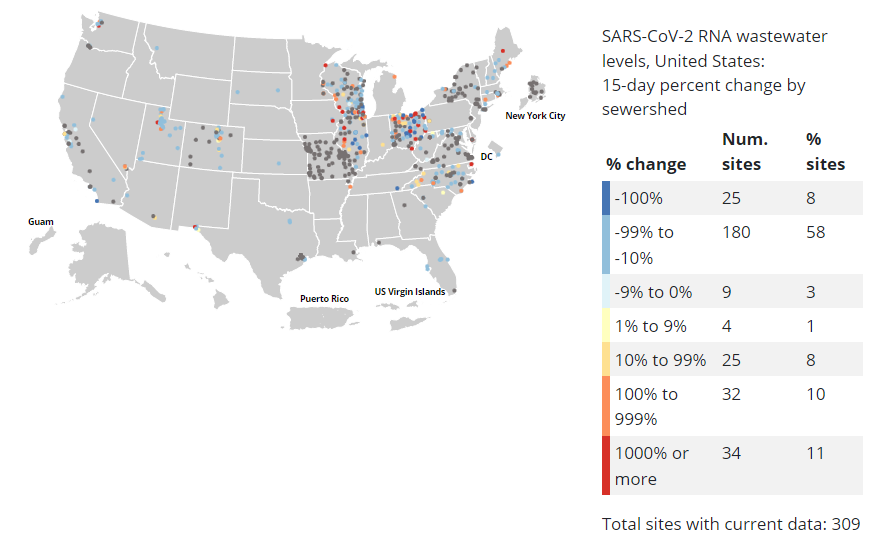 SARS-CoV-2 RNA wastewater
levels, United States:
15-day percent change by
sewershed
New York City
DC
Guam
Puerto Rico
US Virgin Islands
% change Num. sites % sites
-100% 25 8
-99% to -10% 180 58
-9% to 0% 9 3
1% to 9% 4 1
10% to 99% 25 8
100% to 999% 32 10
1000% or more 34 11
Total sites with current data: 309